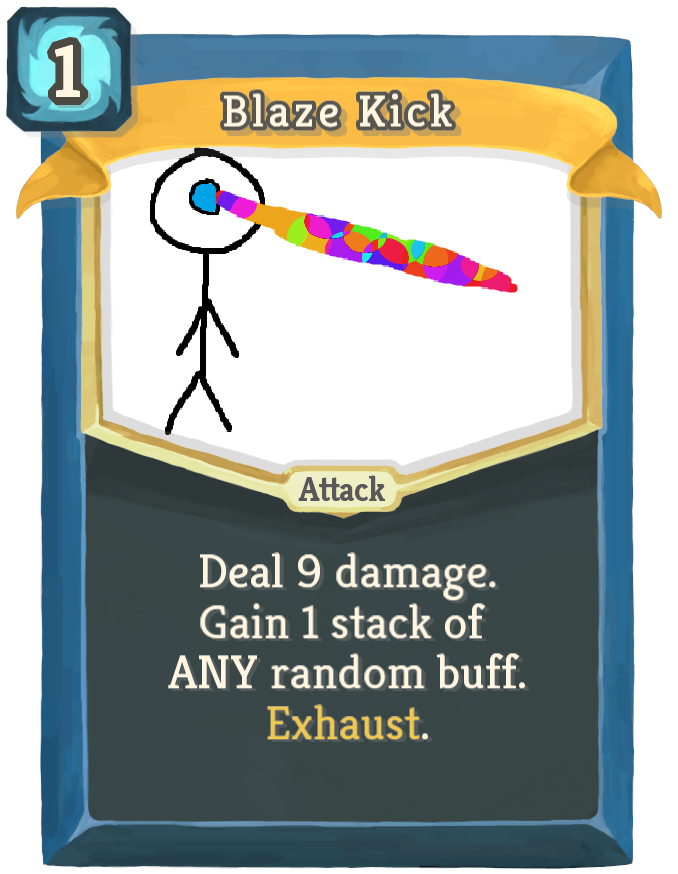 1
Blaze Kick
Attack
Deal 9 damage.
Gain 1 stack of
ANY random buff.
Exhaust.